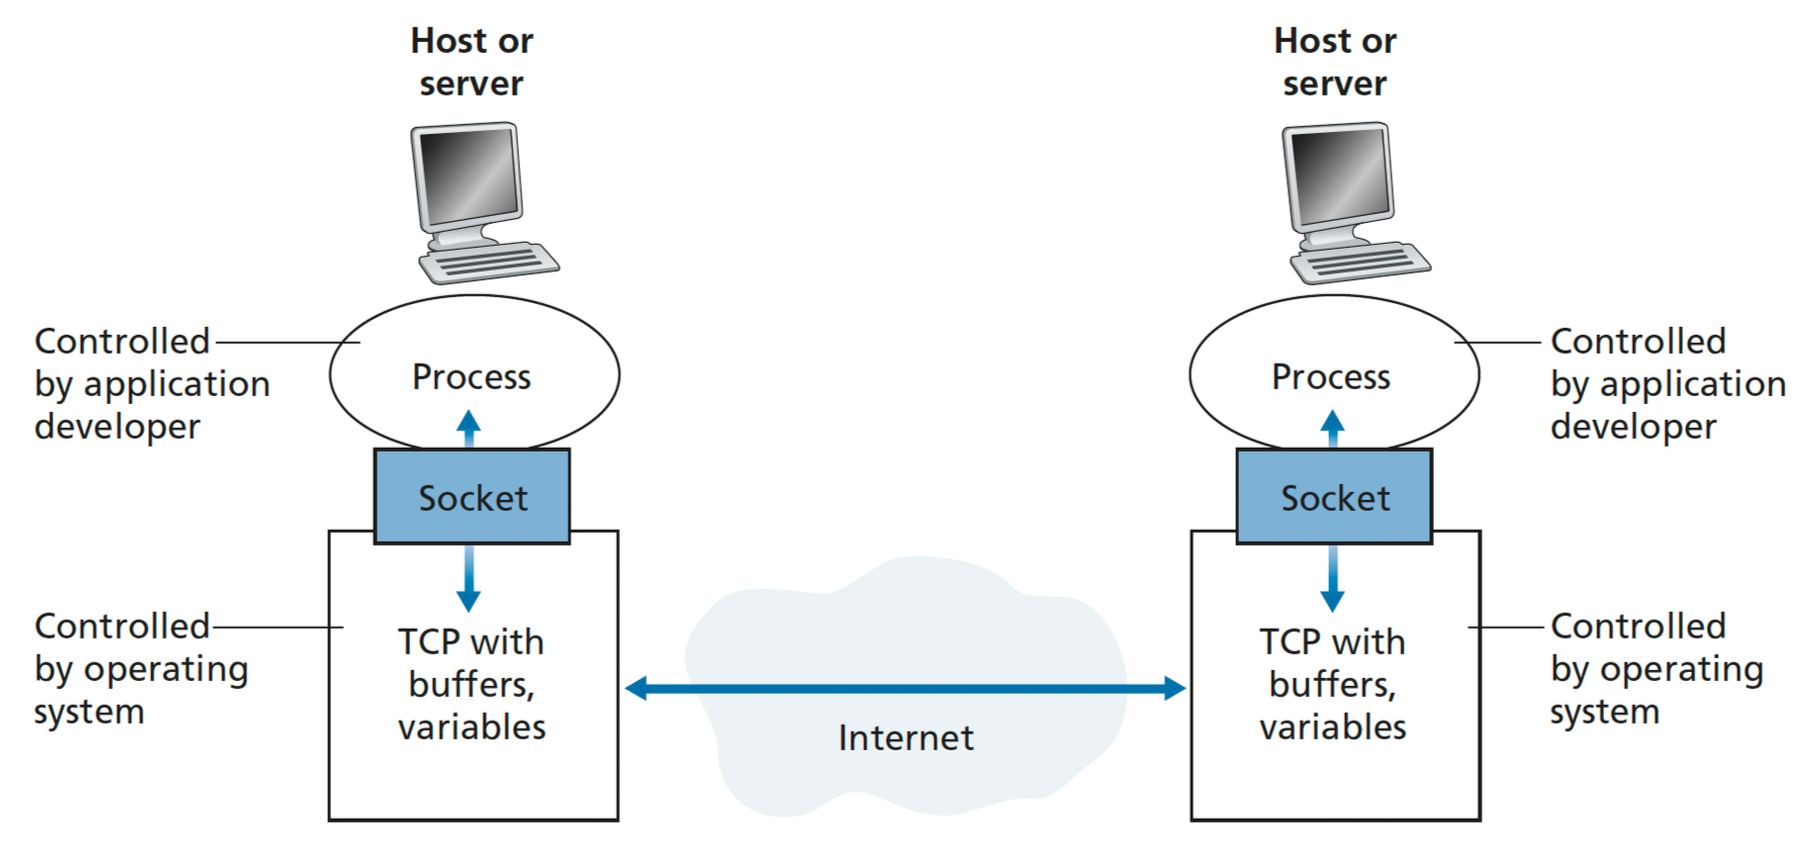 Host or
server
Host or
server
Controlled
by application
developer
Process
Process
Controlled
by application
developer
Socket
Socket
Controlled
by operating
system
TCP with
buffers,
variables
Internet
TCP with
buffers,
variables
Controlled
by operating
system